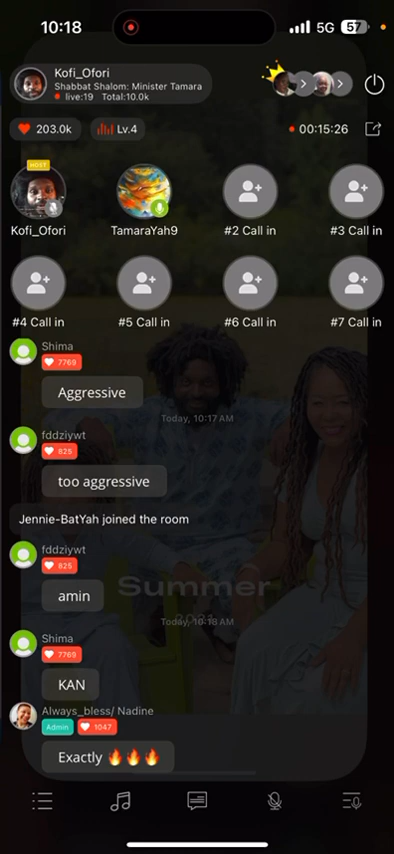 10:18
5G
57
Kofi_Ofori
Shabbat Shalom: Minister Tamara
live:19 Total:10.0k
203.0k
Lv.4
00:15:26
HOST
Kofi_Ofori
TamaraYah9
#2 Call in
#3 Call in
#4 Call in
#5 Call in
#6 Call in
#7 Call in
Shima
7769
Aggressive
Today, 10:17 AM
fddziywt
825
too aggressive
Jennie-BatYah joined the room
fddziywt
825
amin
Summer
Today, 10:18 AM
Shima
7769
KAN
Always_bless/ Nadine
Admin
1047
Exactly 🔥🔥🔥